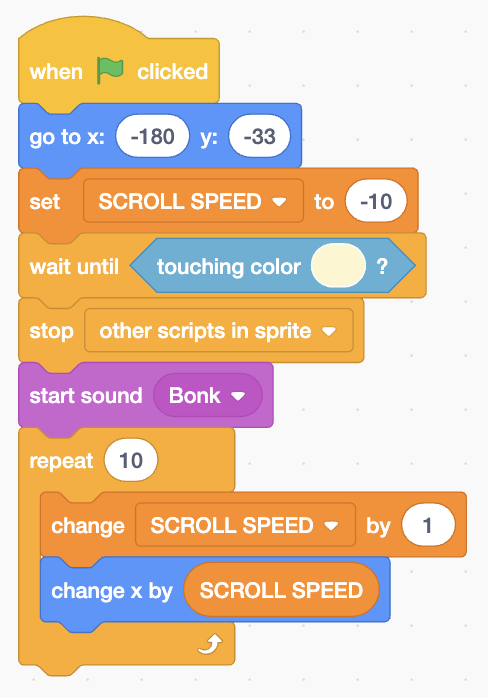 when clicked
go to x: -180 y: -33
set SCROLL SPEED to -10
wait until touching color ?
stop other scripts in sprite
start sound Bonk
repeat 10
change SCROLL SPEED by 1
change x by SCROLL SPEED